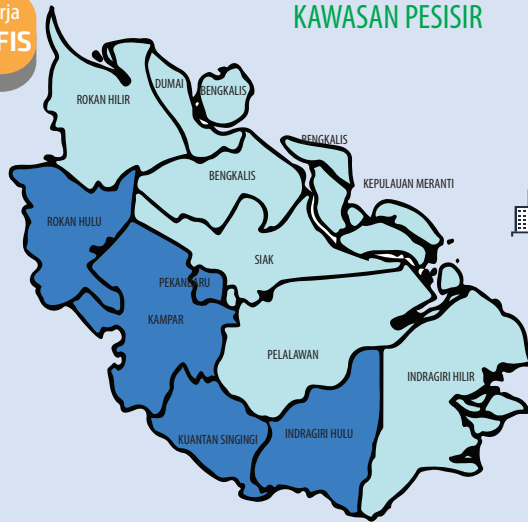 rja
FIS
KAWASAN PESISIR
ROKAN HILIR
DUMAI
BENGKALIS
BENGKALIS
BENGKALIS
KEPULAUAN MERANTI
ROKAN HULU
SIAK
PEKANBARU
KAMPAR
PELALAWAN
INDRAGIRI HILIR
KUANTAN SINGINGI
INDRAGIRI HULU